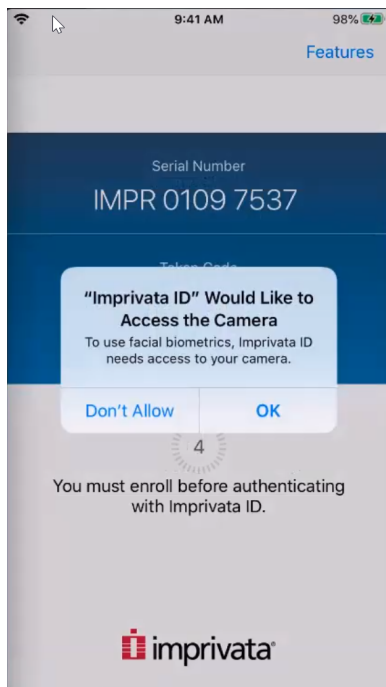 9:41 AM
98%
Features
Serial Number
IMPR 0109 7537
Token Code
“Imprivata ID” Would Like to
Access the Camera
To use facial biometrics, Imprivata ID
needs access to your camera.
Don’t Allow
OK
4
You must enroll before authenticating
with Imprivata ID.
imprivata®